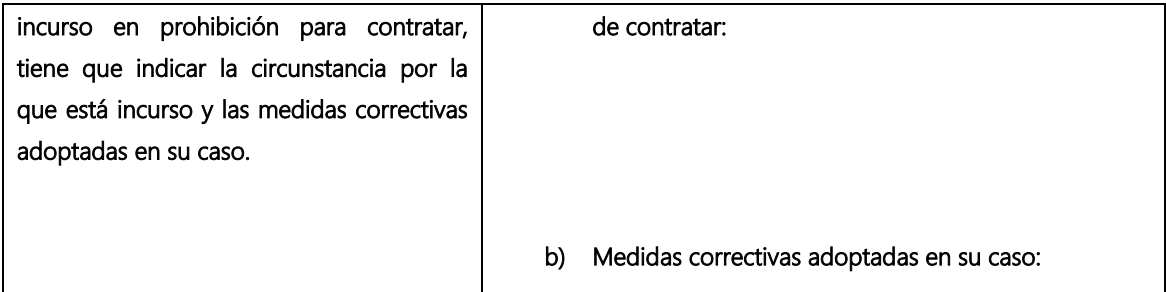 incurso en prohibición para contratar,
tiene que indicar la circunstancia por la
que está incurso y las medidas correctivas
adoptadas en su caso.
de contratar:
b) Medidas correctivas adoptadas en su caso: